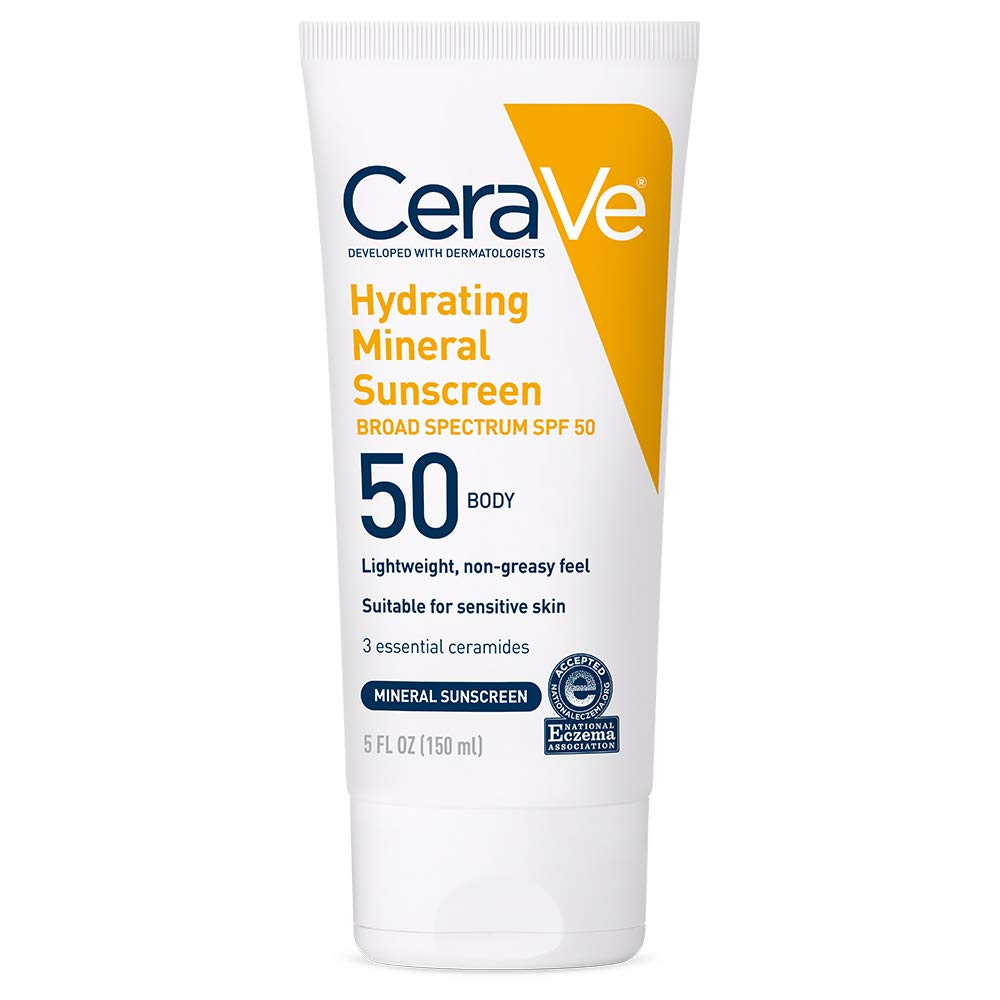 CeraVe®
DEVELOPED WITH DERMATOLOGISTS
Hydrating
Mineral
Sunscreen
BROAD SPECTRUM SPF 50
50 BODY
Lightweight, non-greasy feel
Suitable for sensitive skin
3 essential ceramides
MINERAL SUNSCREEN
5 FL OZ (150 ml)
ACCEPTED
e
NATIONALECZEMA.ORG
NATIONAL
Eczema
ASSOCIATION